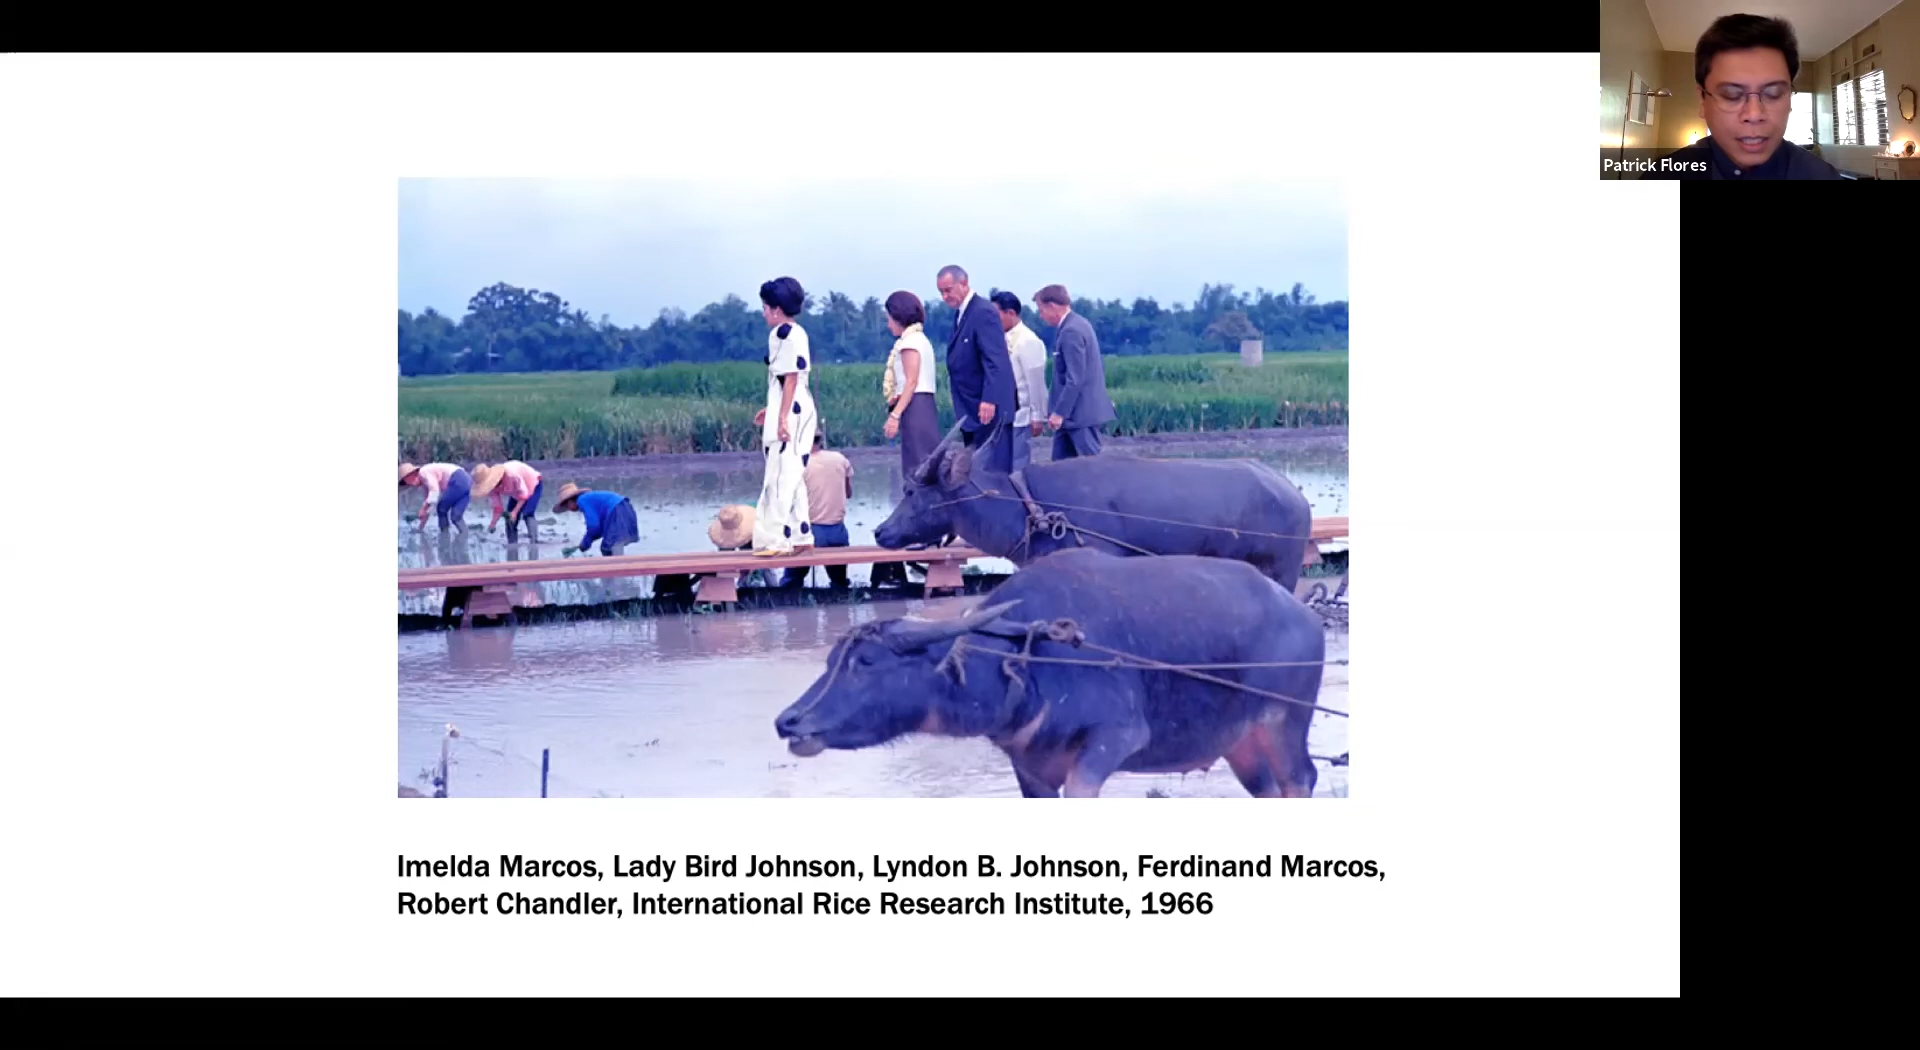 Patrick Flores
Imelda Marcos, Lady Bird Johnson, Lyndon B. Johnson, Ferdinand Marcos,
Robert Chandler, International Rice Research Institute, 1966